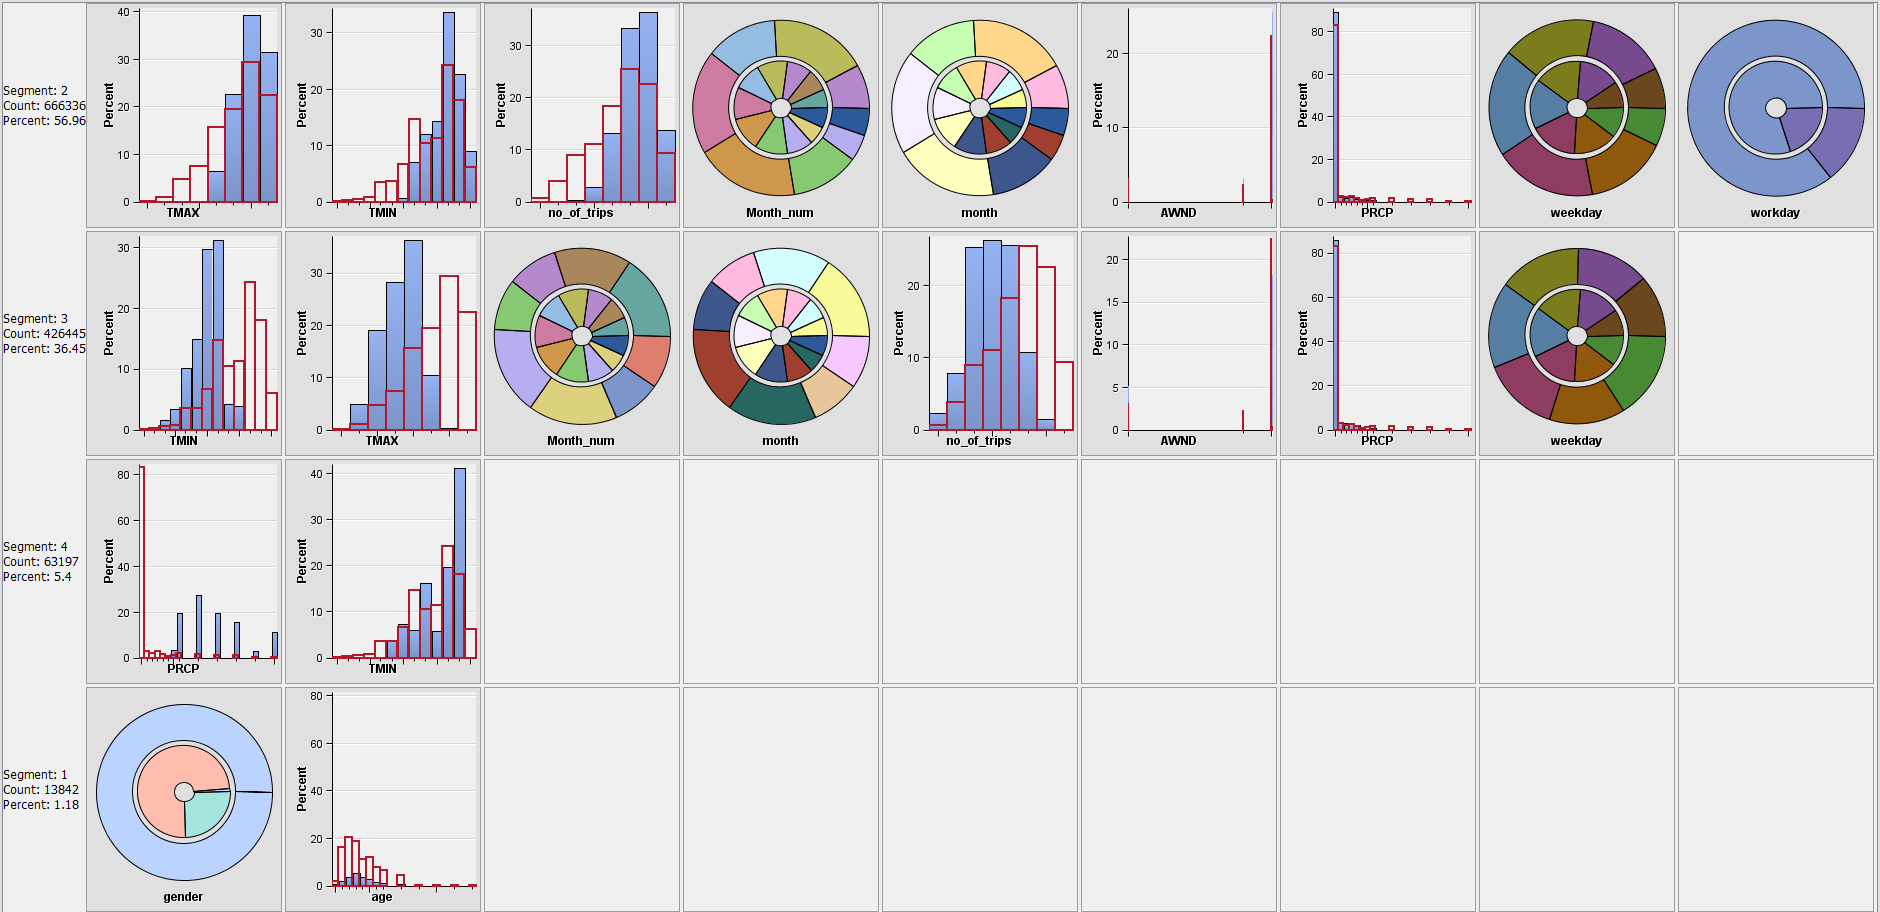 Segment: 2
Count: 666336
Percent: 56.96
Percent
40
30
20
10
0
TMAX
Percent
30
20
10
0
TMIN
Percent
30
20
10
0
no_of_trips
Month_num
month
Percent
20
10
0
AWND
Percent
80
60
40
20
0
PRCP
weekday
workday
Segment: 3
Count: 426445
Percent: 36.45
Percent
30
20
10
0
TMIN
Percent
30
20
10
0
TMAX
Month_num
month
Percent
20
10
0
no_of_trips
Percent
20
15
10
5
0
AWND
Percent
80
60
40
20
0
PRCP
weekday
Segment: 4
Count: 63197
Percent: 5.4
Percent
80
60
40
20
0
PRCP
Percent
40
30
20
10
0
TMIN
Segment: 1
Count: 13842
Percent: 1.18
gender
Percent
80
60
40
20
0
age